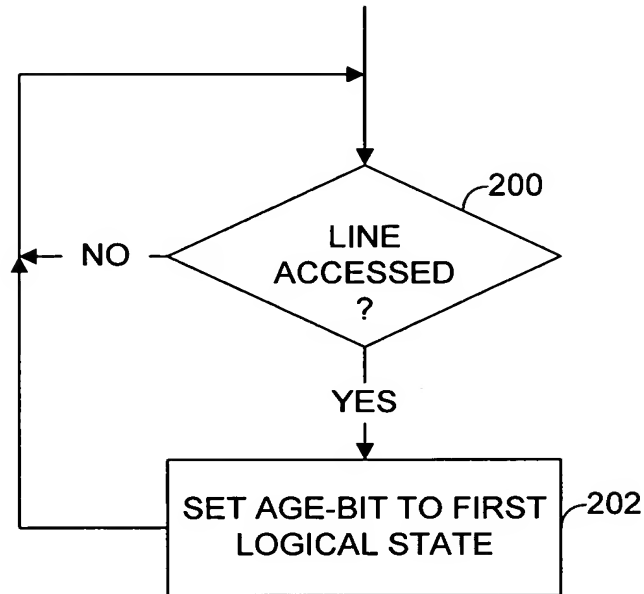 200
LINE
ACCESSED
?
NO
YES
SET AGE-BIT TO FIRST
LOGICAL STATE
202